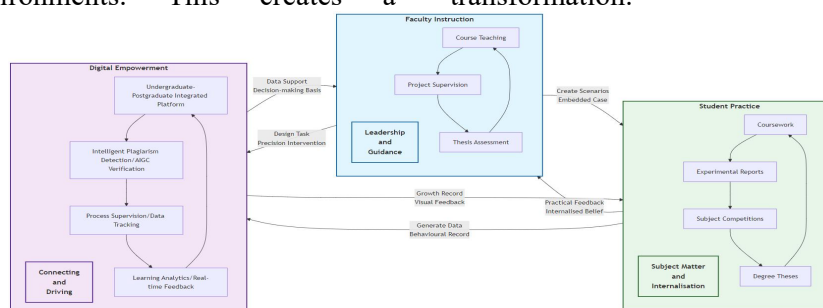 ironments. This creates a transformation.
Faculty Instruction
Course Teaching
Project Supervision
Thesis Assessment
Leadership
and
Guidance
Digital Empowerment
Undergraduate-
Postgraduate Integrated
Platform
Intelligent Plagiarism
Detection/AIGC
Verification
Process Supervision/Data
Tracking
Learning Analytics/Real-
time Feedback
Connecting
and
Driving
Data Support
Decision-making Basis
Design Task
Precision Intervention
Create Scenarios
Embedded Case
Growth Record
Visual Feedback
Practical Feedback
Internalised Belief
Generate Data
Behavioural Record
Student Practice
Coursework
Experimental Reports
Subject Competitions
Degree Theses
Subject Matter
and
Internalisation